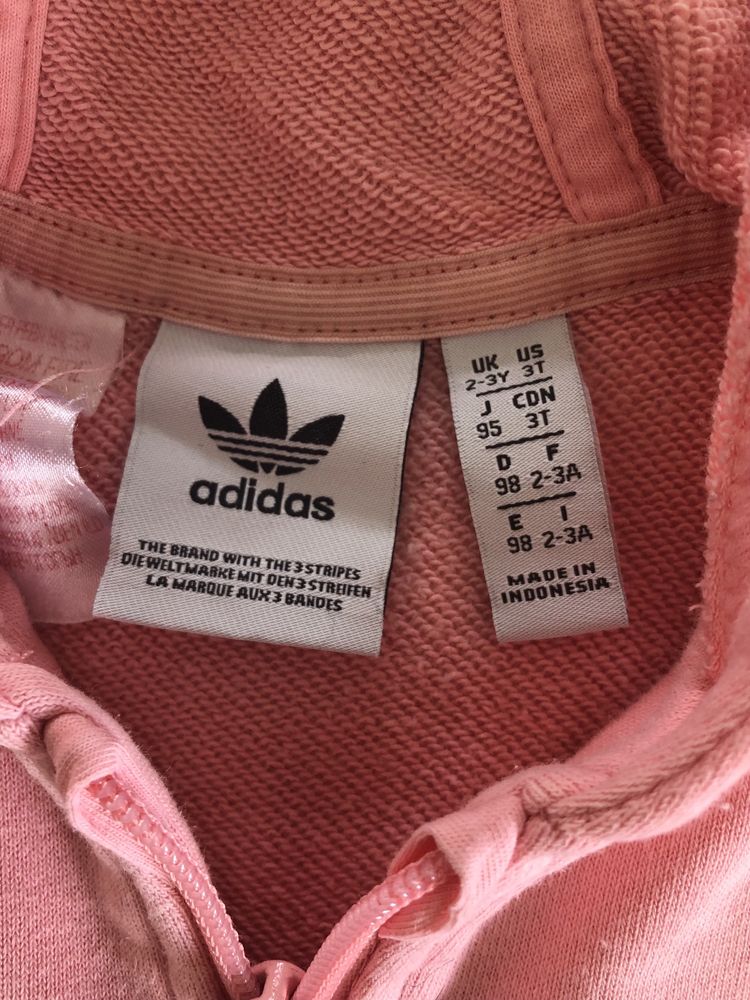 adidas
THE BRAND WITH THE 3 STRIPES
DIE WELTMARKE MIT DEN 3 STREIFEN
LA MARQUE AUX 3 BANDES
UK US
2-3Y 3T
J CDN
95 3T
D F
98 2-3A
E I
98 2-3A
MADE IN
INDONESIA